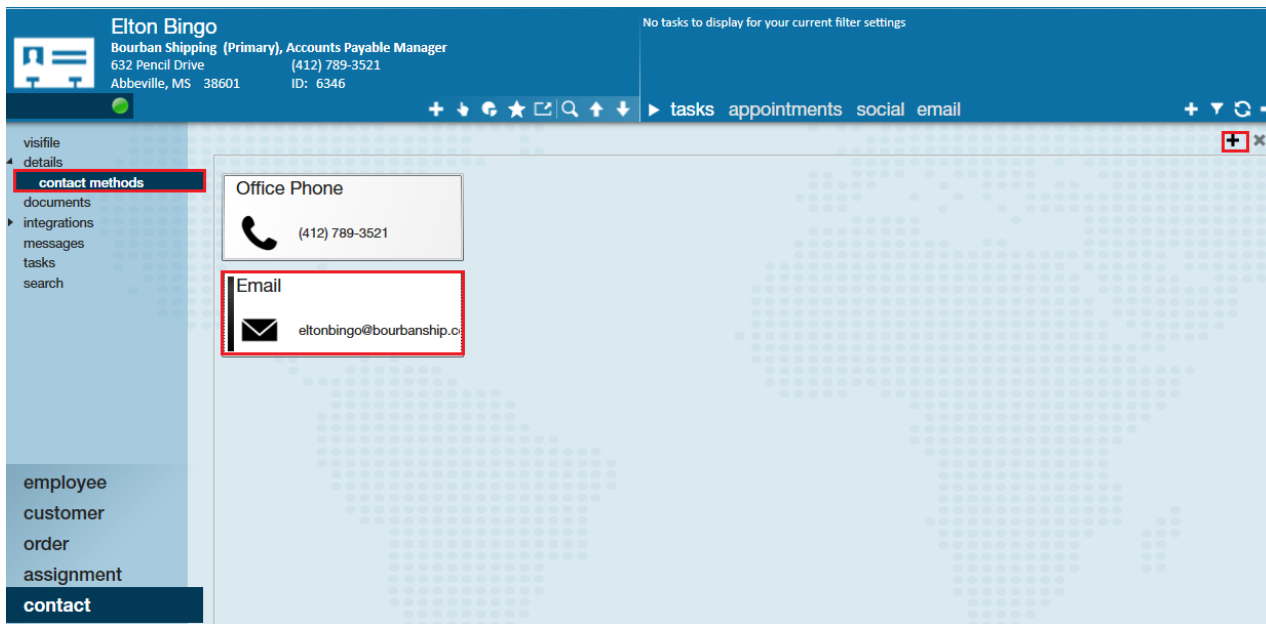 Elton Bingo
Bourban Shipping (Primary), Accounts Payable Manager
632 Pencil Drive (412) 789-3521
Abbeville, MS 38601 ID: 6346
No tasks to display for your current filter settings
tasks appointments social email
visifile
details
contact methods
documents
integrations
messages
tasks
search
Office Phone
(412) 789-3521
Email
eltonbingo@bourbanship.c
employee
customer
order
assignment
contact